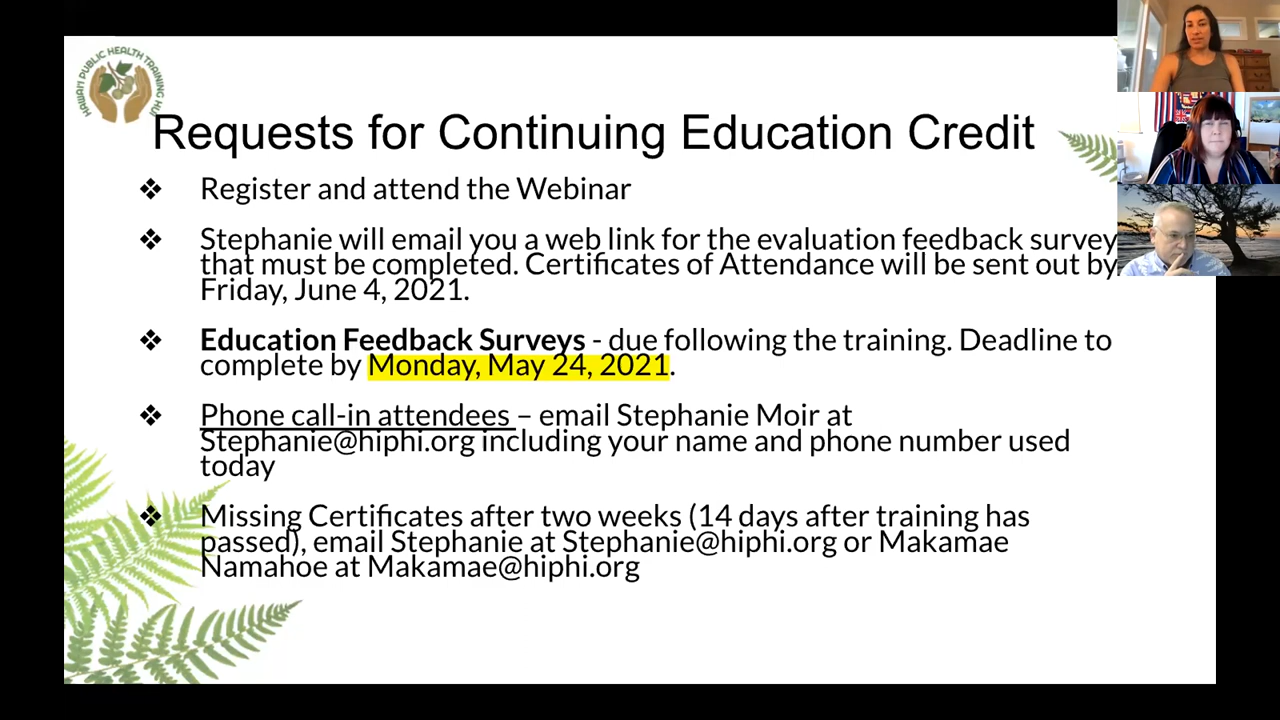 HAWAI'I PUBLIC HEALTH TRAINING HU
Requests for Continuing Education Credit
❖ Register and attend the Webinar
❖ Stephanie will email you a web link for the evaluation feedback survey
that must be completed. Certificates of Attendance will be sent out by
Friday, June 4, 2021.
❖ Education Feedback Surveys - due following the training. Deadline to
complete by Monday, May 24, 2021.
❖ Phone call-in attendees – email Stephanie Moir at
Stephanie@hiphi.org including your name and phone number used
today
❖ Missing Certificates after two weeks (14 days after training has
passed), email Stephanie at Stephanie@hiphi.org or Makamae
Namahoe at Makamae@hiphi.org